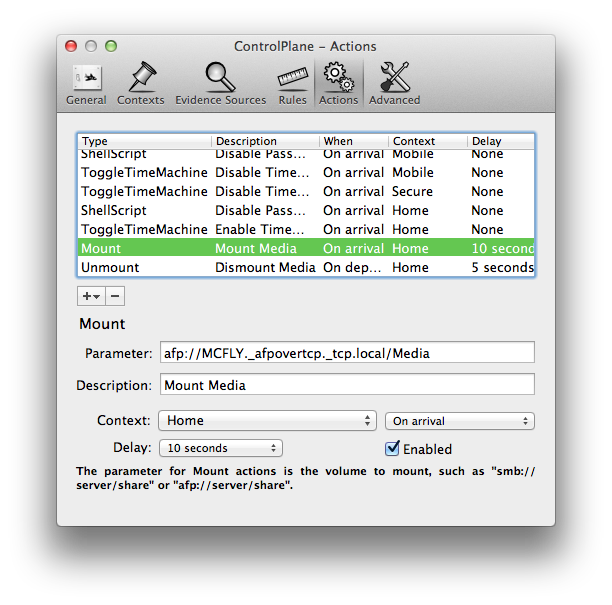 ControlPlane – Actions
General Contexts Evidence Sources Rules Actions Advanced
Type Description When Context Delay
ShellScript Disable Pass... On arrival Mobile None
ToggleTimeMachine Disable Time... On arrival Mobile None
ToggleTimeMachine Disable Time... On arrival Secure None
ShellScript Disable Pass... On arrival Home None
ToggleTimeMachine Enable Time... On arrival Home None
Mount Mount Media On arrival Home 10 second
Unmount Dismount Media On dep... Home 5 seconds
Mount
Parameter: afp://MCFLY._afpovertcp._tcp.local/Media
Description: Mount Media
Context: Home On arrival
Delay: 10 seconds Enabled
The parameter for Mount actions is the volume to mount, such as "smb://
server/share" or "afp://server/share".